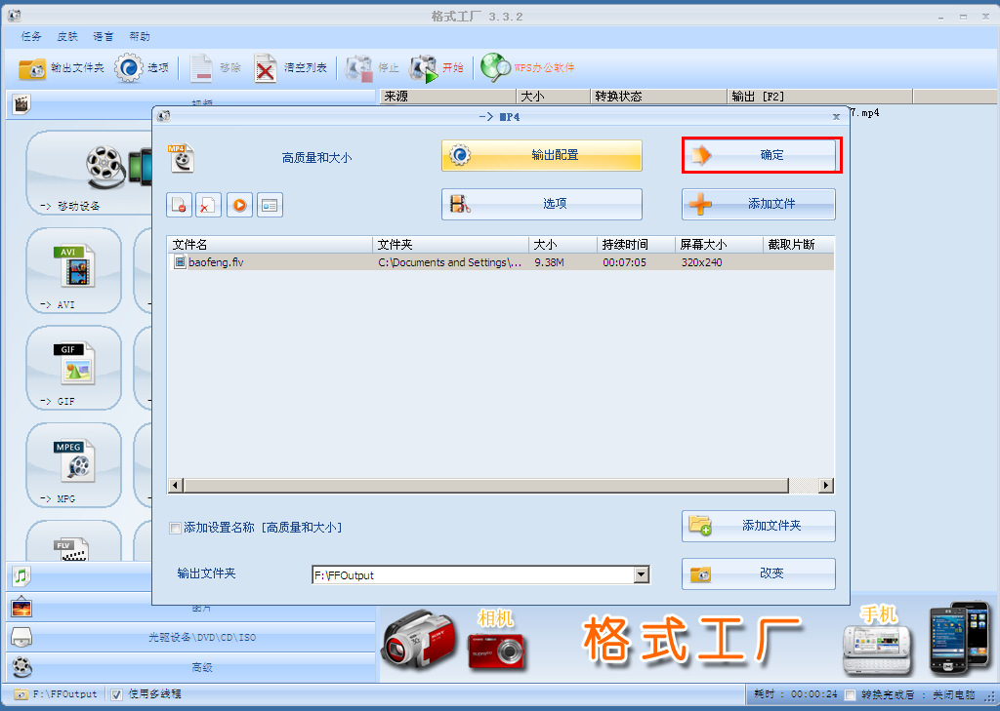 格式工厂 3.3.2
任务 皮肤 语言 帮助
输出文件夹 选项 移除 清空列表 停止 开始 WPS办公软件
来源 大小 转换状态 输出 [F2]
视频
7.mp4
-> MP4
MP4
高质量和大小
输出配置
确定
选项
添加文件
文件名 文件夹 大小 持续时间 屏幕大小 截取片断
baofeng.flv C:\Documents and Settings\... 9.38M 00:07:05 320x240
添加设置名称 [高质量和大小]
添加文件夹
输出文件夹
F:\FFOutput
改变
-> 移动设备
AVI
-> AVI
GIF
-> GIF
MPEG
-> MPG
FLV
图片
光驱设备\DVD\CD\ISO
高级
相机
格式工厂
手机
F:\FFOutput 使用多线程
耗时 : 00:00:24 转换完成后 : 关闭电脑